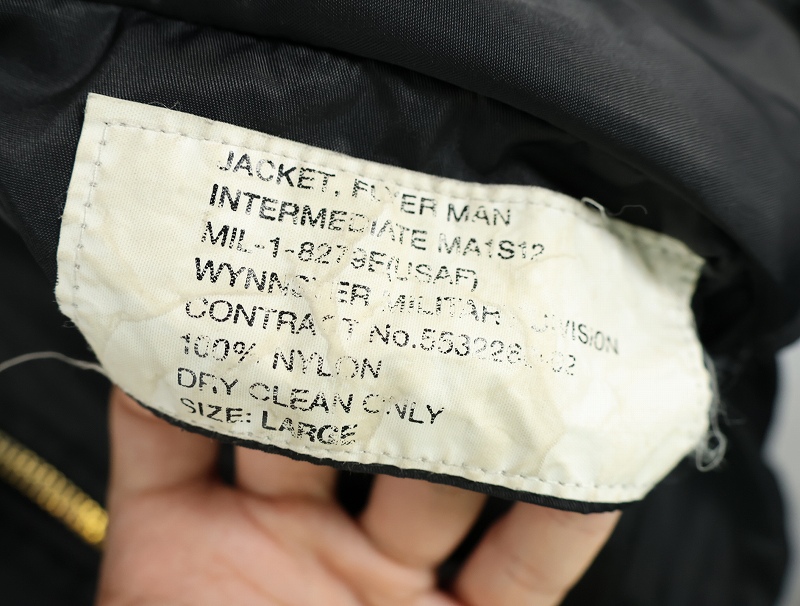 JACKET, FLYER MAN
INTERMEDIATE MA1S12
MIL-1-8279E(USAF)
MILITAR DIVISION
CONTRACT No.
100% NYLON
DRY CLEAN ONLY
SIZE: LARGE